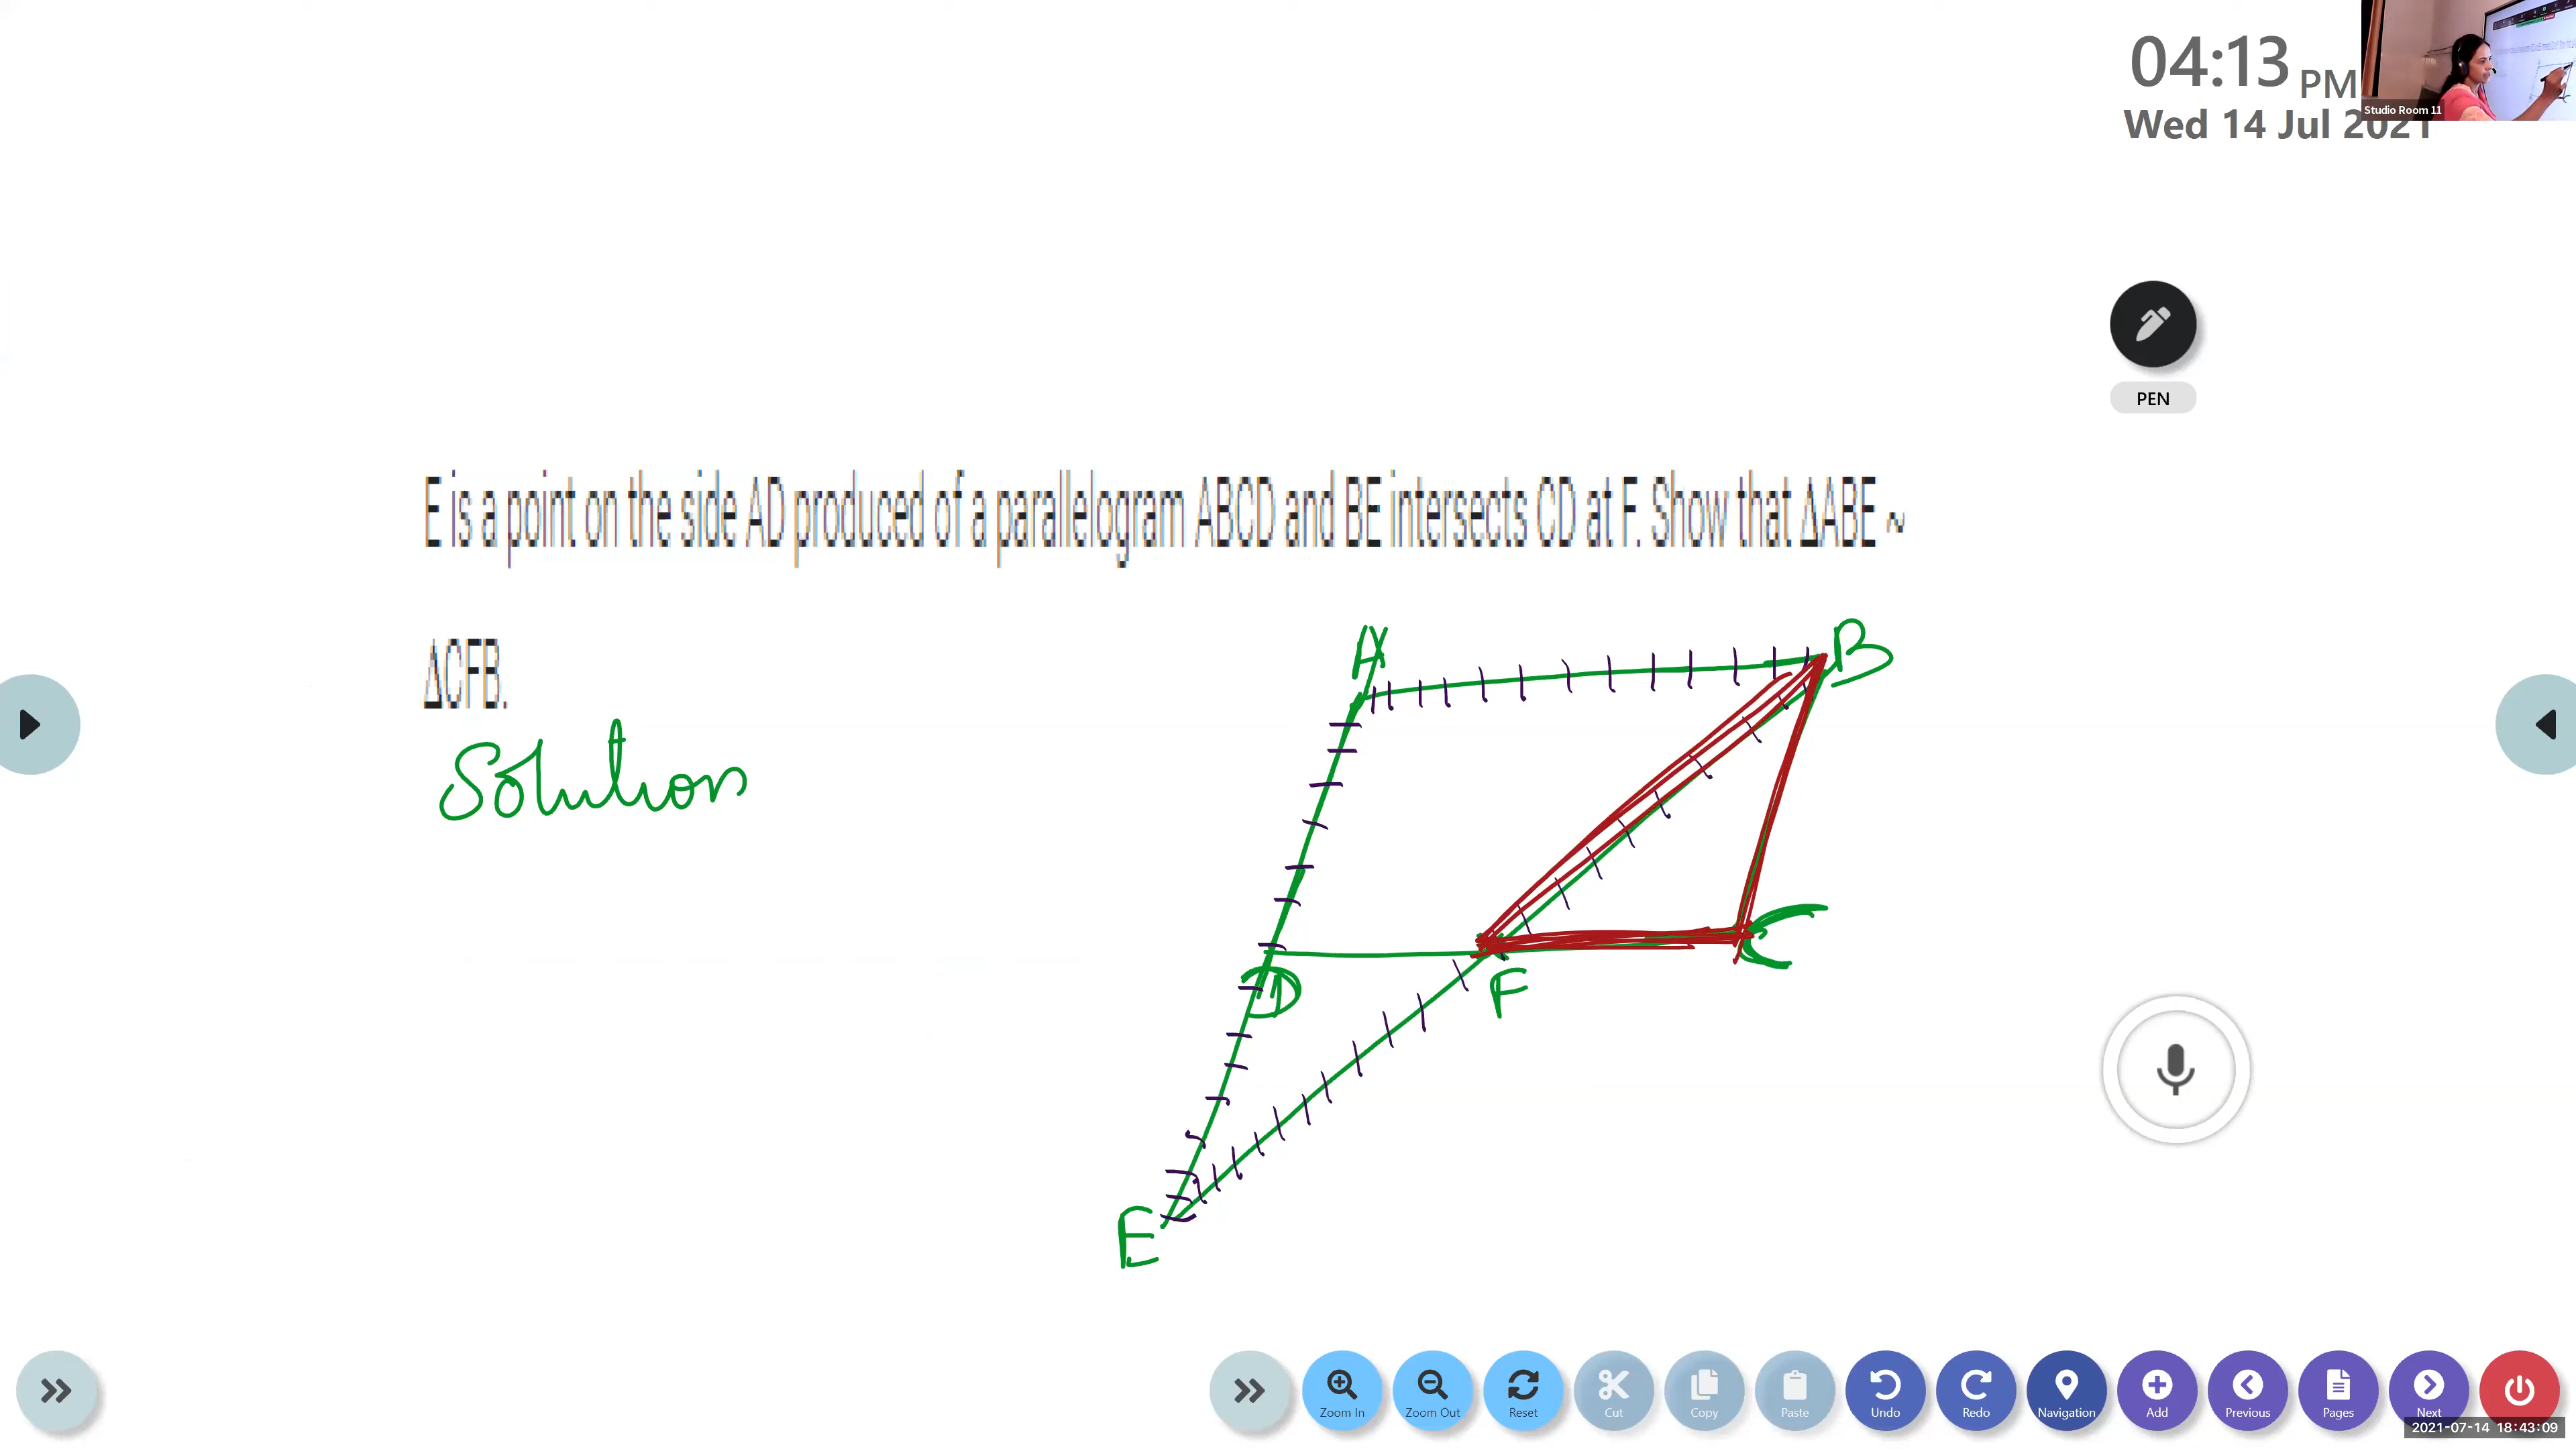 04:13 PM
Wed 14 Jul 2021
Studio Room 11
PEN
E is a point on the side AD produced of a parallelogram ABCD and BE intersects CD at F. Show that ΔABE ~
ΔCFB.
Solution
A
B
D
F
C
E
Zoom In
Zoom Out
Reset
Cut
Copy
Paste
Undo
Redo
Navigation
Add
Previous
Pages
Next
2021-07-14 18:43:09